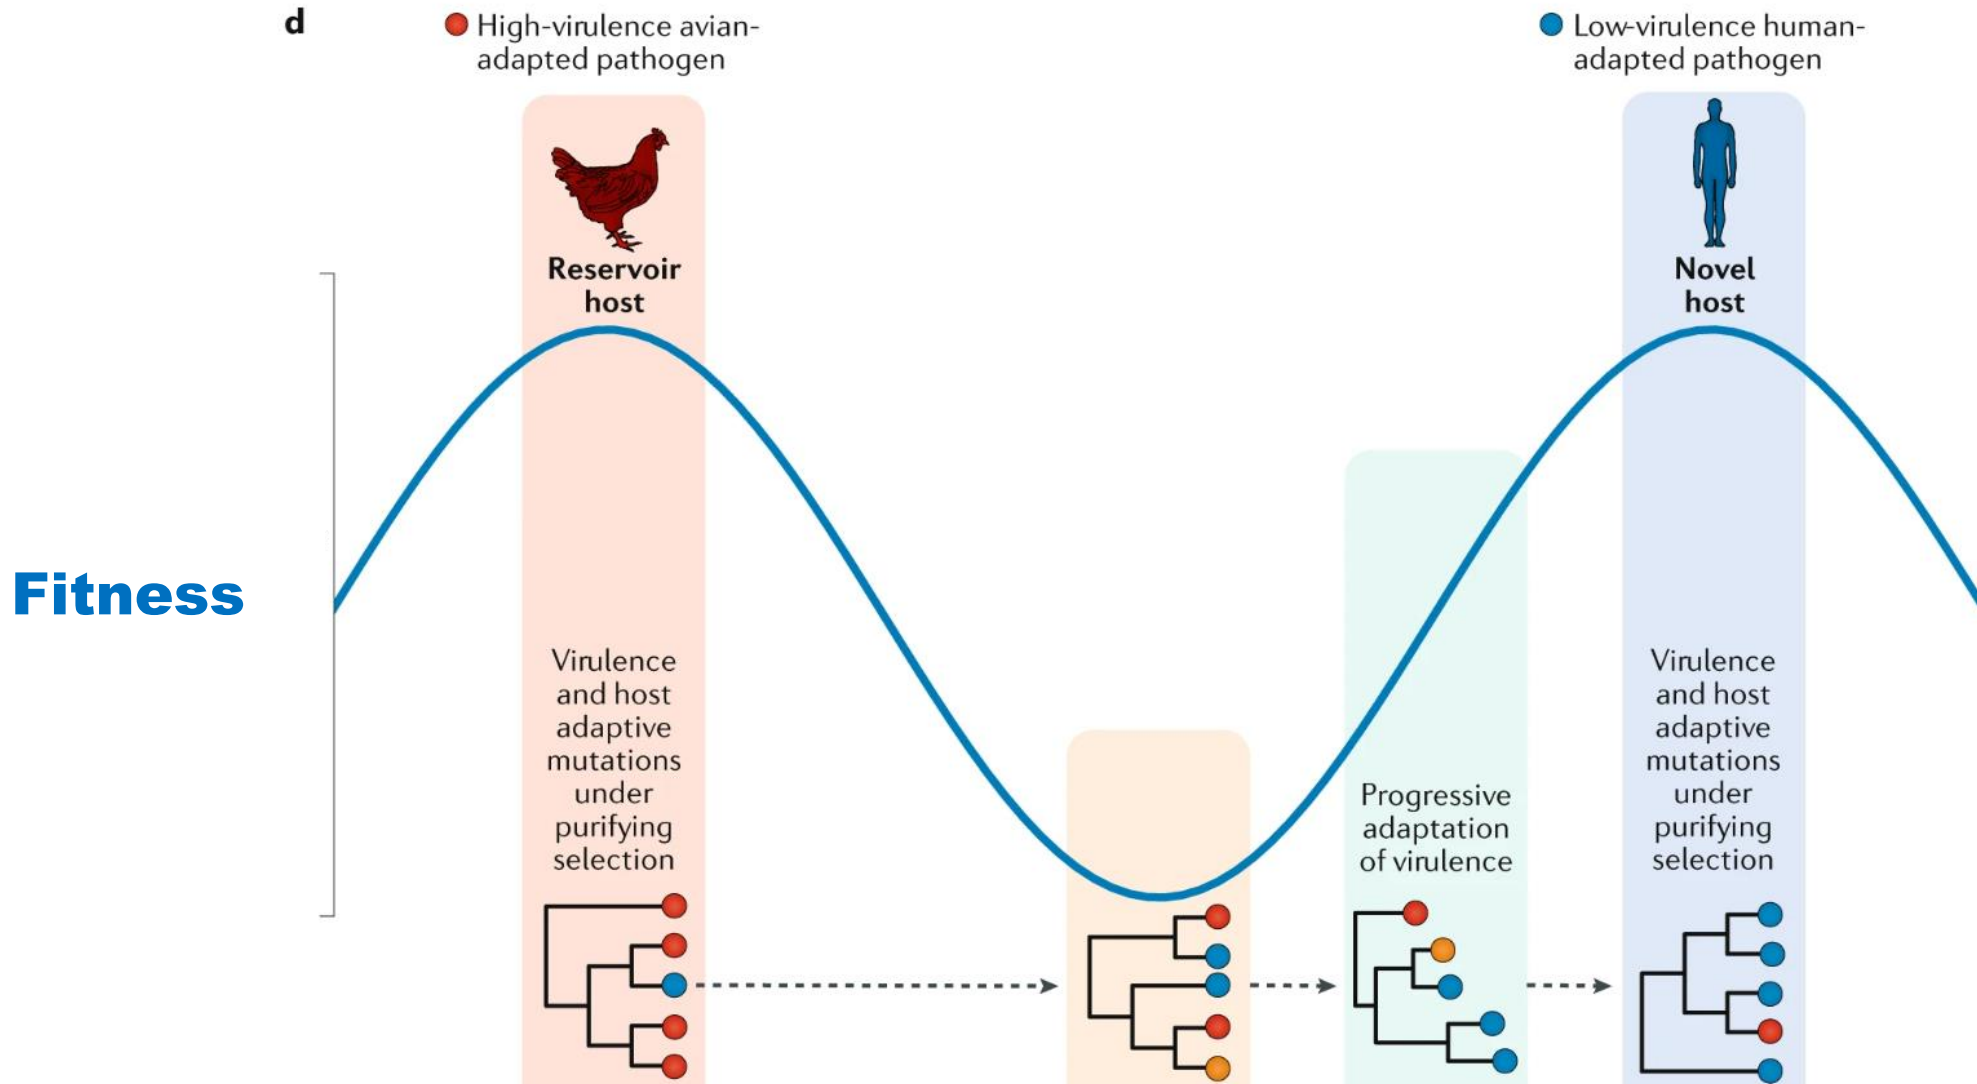 d
High-virulence avian-
adapted pathogen
Low-virulence human-
adapted pathogen
Reservoir
host
Novel
host
Fitness
Virulence
and host
adaptive
mutations
under
purifying
selection
Progressive
adaptation
of virulence
Virulence
and host
adaptive
mutations
under
purifying
selection